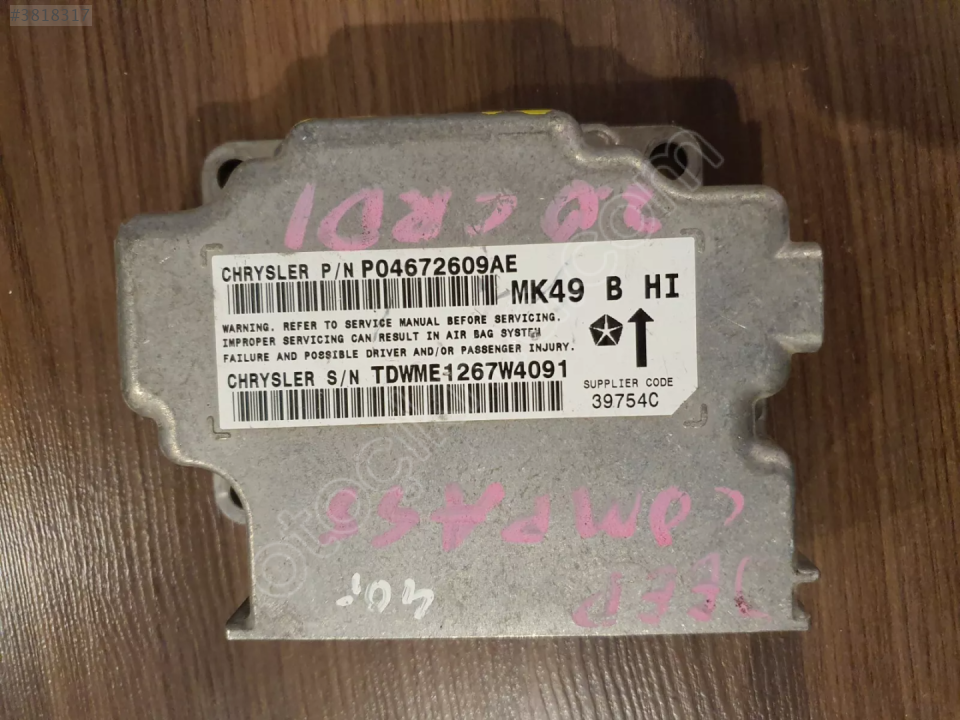 #3818317
2.0 CRDI
CHRYSLER P/N P04672609AE
MK49 B HI
WARNING. REFER TO SERVICE MANUAL BEFORE SERVICING.
IMPROPER SERVICING CAN RESULT IN AIR BAG SYSTEM
FAILURE AND POSSIBLE DRIVER AND/OR PASSENGER INJURY.
CHRYSLER S/N TDWME1267W4091
SUPPLIER CODE
39754C
JEEP
COMPASS
otocini.com